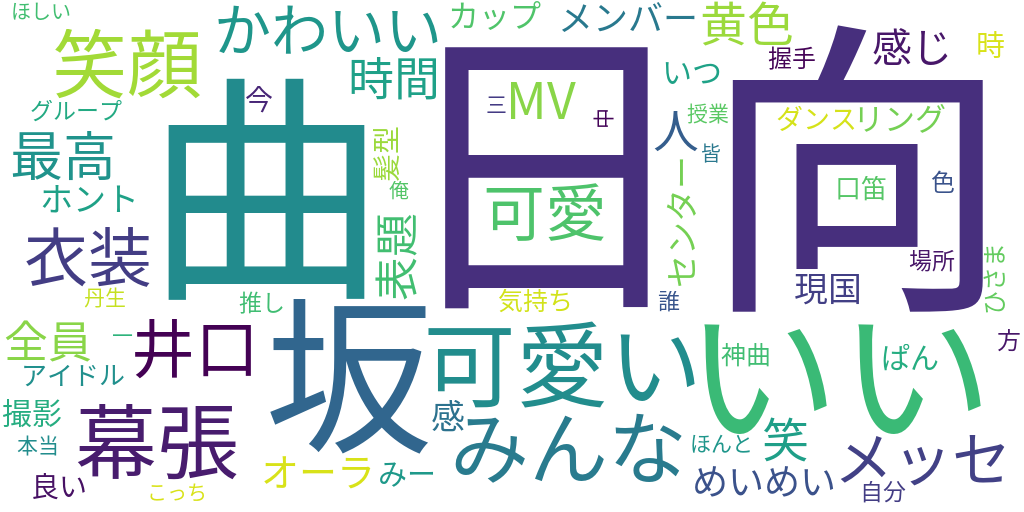 ほしい
かわいい
カップ
メンバー
黄色
笑顔
時間
いつ
握手
感じ
時
グループ
今
曲
日向
三
MV
毋
人
授業
ダンス
リング
最高
髪型
皆
ホント
俺
可愛
センター
口笛
色
衣装
表題
場所
現国
ひさま
丹生
推し
気持ち
誰
全員
一
井口
坂
可愛い
いい
神曲
ぱん
方
アイドル
撮影
幕張
感
みんな
笑
本当
ほんと
オーラ
みー
めいめい
メッセ
良い
こっち
自分